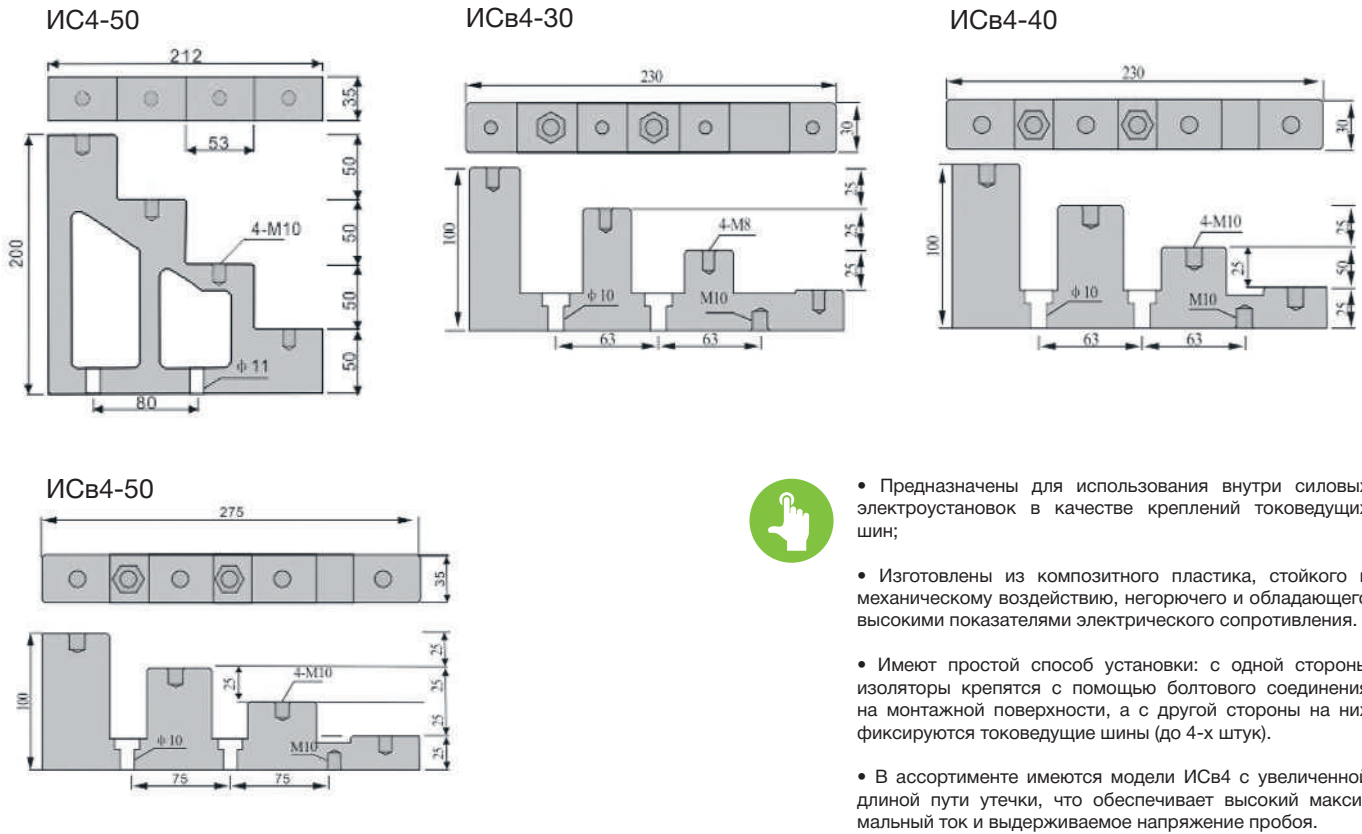 ИС4-50
212
35
53
200
50
50
50
50
4-M10
ф 11
80
ИСв4-30
230
30
100
25
25
25
4-M8
ф 10
M10
63
63
ИСв4-40
230
30
100
25
50
25
25
4-M10
ф 10
M10
63
63
ИСв4-50
275
35
100
25
25
25
25
4-M10
ф 10
M10
75
75
• Предназначены для использования внутри силовых
электроустановок в качестве креплений токоведущих
шин;
• Изготовлены из композитного пластика, стойкого
механическому воздействию, негорючего и обладающего
высокими показателями электрического сопротивления.
• Имеют простой способ установки: с одной стороны
изоляторы крепятся с помощью болтового соединения
на монтажной поверхности, а с другой стороны на них
фиксируются токоведущие шины (до 4-х штук).
• В ассортименте имеются модели ИСв4 с увеличенной
длиной пути утечки, что обеспечивает высокий макси
мальный ток и выдерживаемое напряжение пробоя.